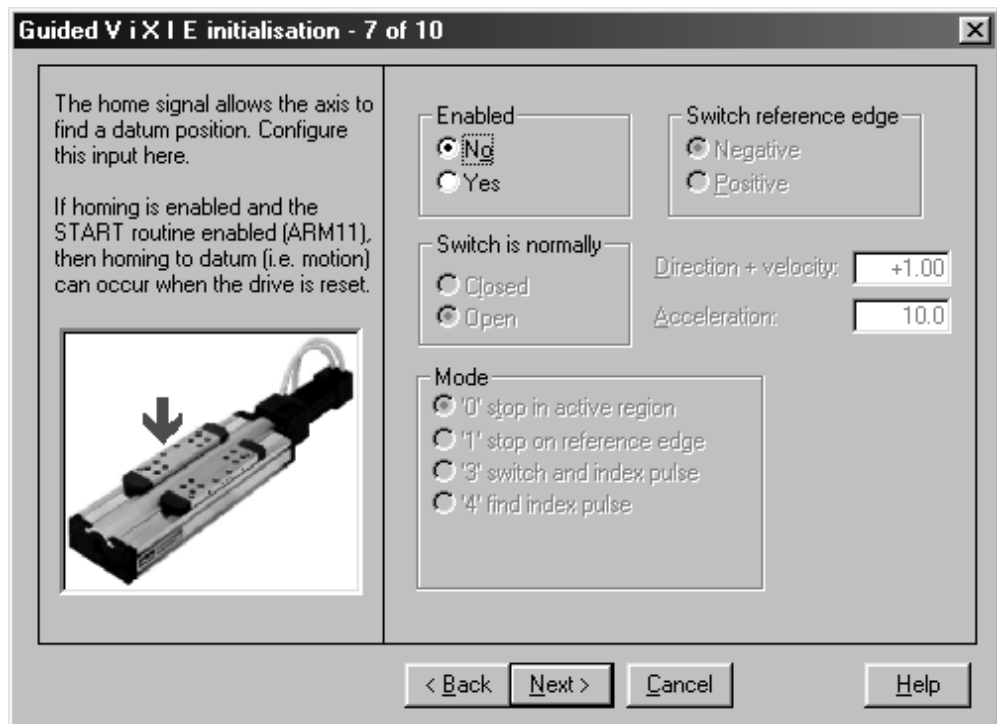 Guided V i X I E initialisation - 7 of 10
The home signal allows the axis to
find a datum position. Configure
this input here.
If homing is enabled and the
START routine enabled (ARM11),
then homing to datum (i.e. motion)
can occur when the drive is reset.
Enabled
No
Yes
Switch reference edge
Negative
Positive
Switch is normally
Closed
Open
Direction + velocity: +1.00
Acceleration: 10.0
Mode
'0' stop in active region
'1' stop on reference edge
'3' switch and index pulse
'4' find index pulse
< Back Next > Cancel Help